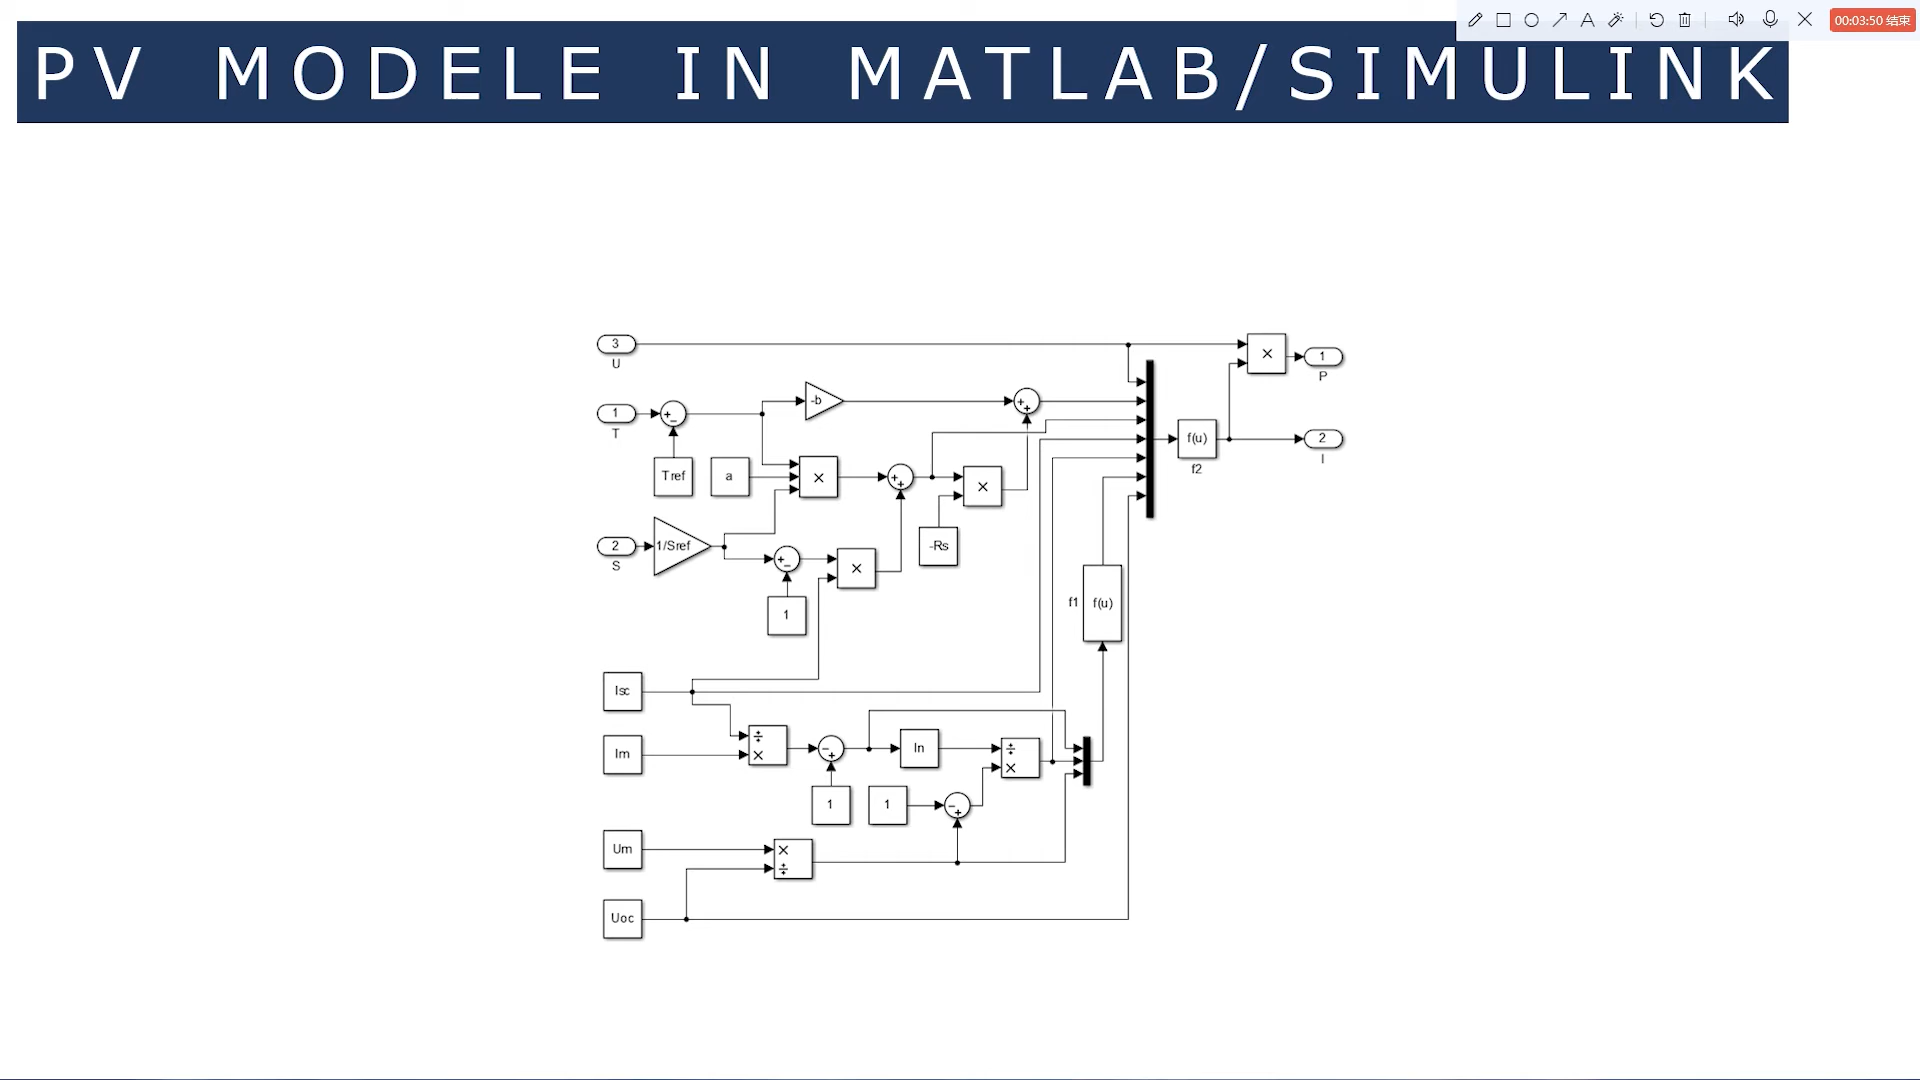 00:03:50 结束
PV MODELE IN MATLAB/SIMULINK
3
U
×
1
P
-b
+
+
1
T
+
−
f(u)
f2
2
I
Tref
a
×
+
+
×
2
S
1/Sref
-Rs
+
−
×
1
f1
f(u)
Isc
Im
÷
×
−
+
ln
÷
×
1
1
−
+
Um
×
÷
Uoc